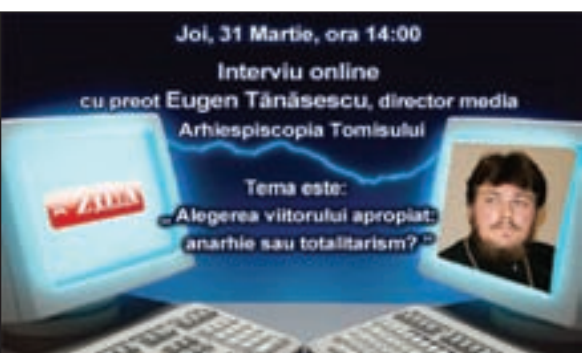 Joi, 31 Martie, ora 14:00
Interviu online
cu preot Eugen Tănăsescu, director media
Arhiespiscopia Tomisului
Tema este:
„Alegerea viitorului apropiat:
anarhie sau totalitarism?”
ZIUA